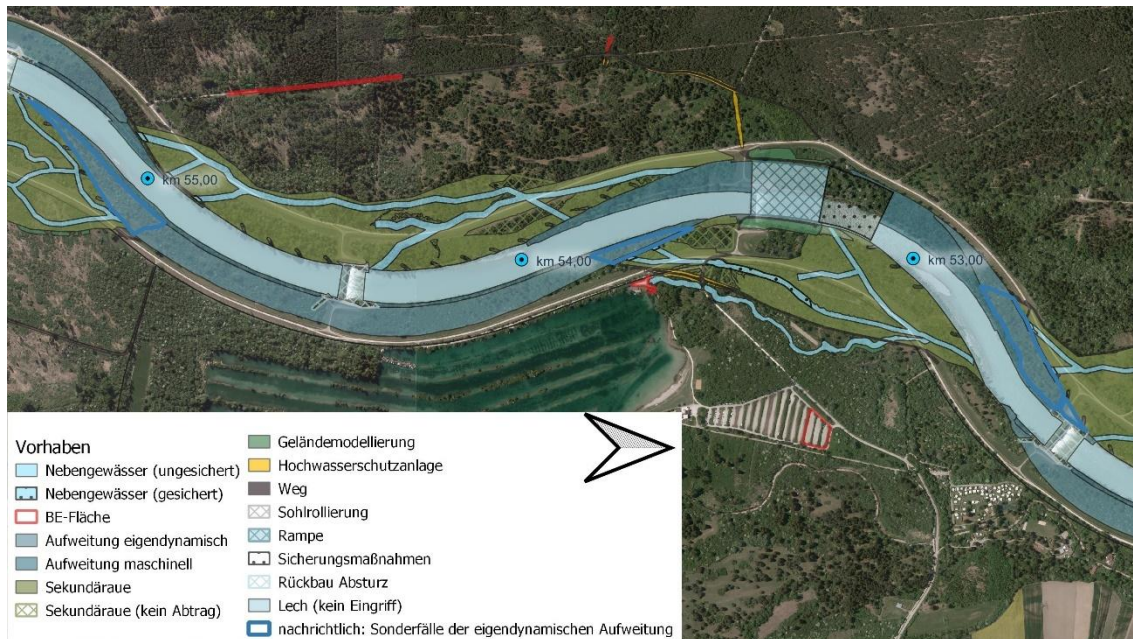 km 55,00
km 54,00
km 53,00
Vorhaben
Nebengewässer (ungesichert)
Nebengewässer (gesichert)
BE-Fläche
Aufweitung eigendynamisch
Aufweitung maschinell
Sekundäraue
Sekundäraue (kein Abtrag)
Geländemodellierung
Hochwasserschutzanlage
Weg
Sohlrollierung
Rampe
Sicherungsmaßnahmen
Rückbau Absturz
Lech (kein Eingriff)
nachrichtlich: Sonderfälle der eigendynamischen Aufweitung